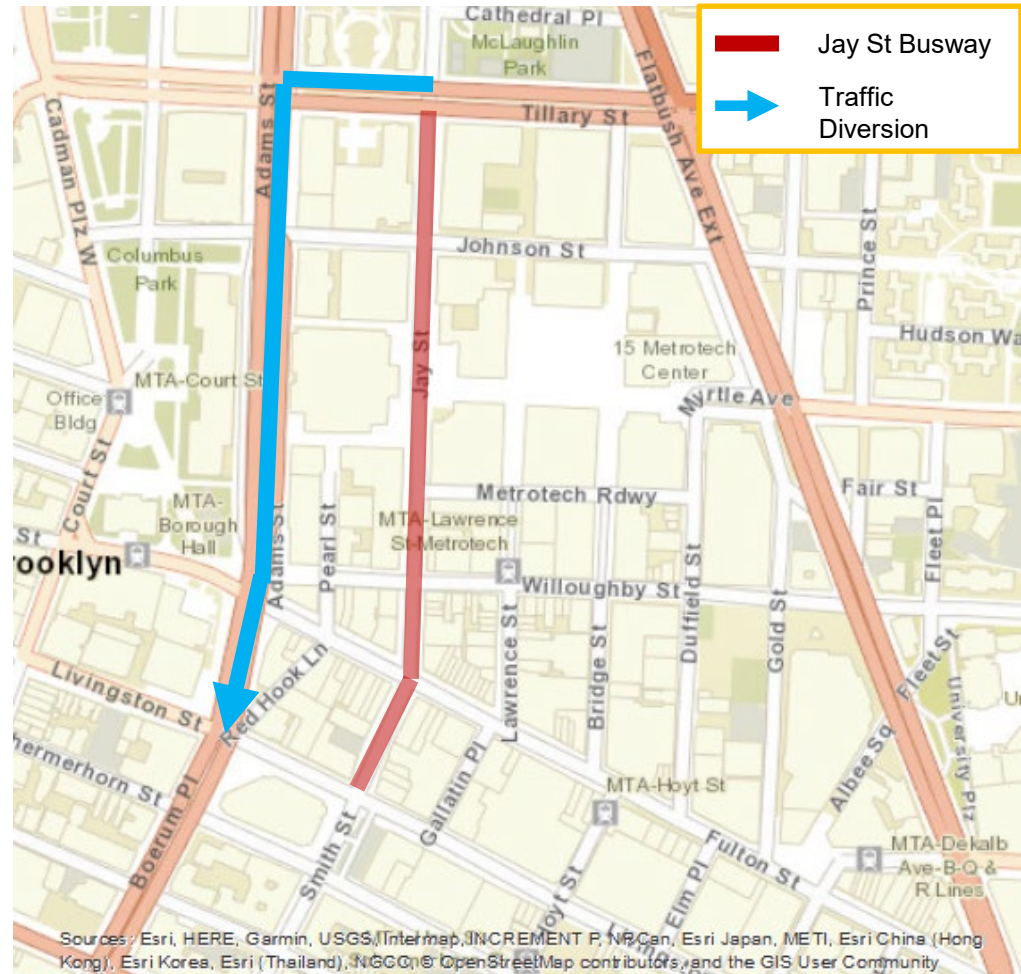 Cathedral Pl
McLaughlin
Park
Jay St Busway
Traffic
Diversion
Flatbush Ave Ext
Tillary St
Adams St
Cadman Plz W
Columbus
Park
Johnson St
Prince St
Jay St
15 Metrotech
Center
Hudson Wa
MTA-Court St
Office
Bldg
Myrtle Ave
Court St
Metrotech Rdwy
Fair St
MTA-
Borough
Hall
Pearl St
MTA-Lawrence
St-Metrotech
Fleet Pl
St
rooklyn
Adams St
Willoughby St
Duffield St
Gold St
Lawrence St
Bridge St
Red Hook Ln
Fleet St
University Plz
Livingston St
hermerhorn St
Gallatin Pl
Albee Sq
MTA-Hoyt St
Boerum Pl
Smith St
Fulton St
MTA-Dekalb
Ave-B-Q &
R Lines
Hoyt St
Elm Pl
Sources: Esri, HERE, Garmin, USGS, Intermap, INCREMENT P, NRCan, Esri Japan, METI, Esri China (Hong
Kong), Esri Korea, Esri (Thailand), NGCC, © OpenStreetMap contributors, and the GIS User Community